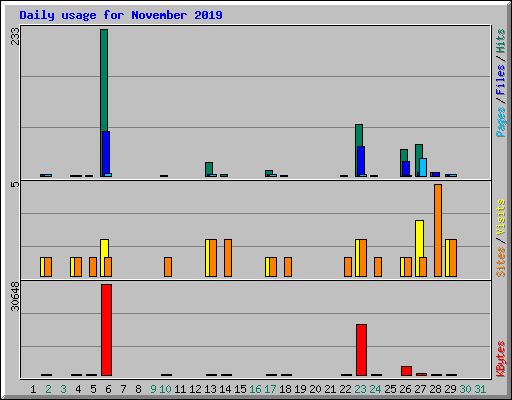 Daily usage for November 2019
233
5
30648
Pages/Files/Hits
Sites/Visits
KBytes
1 2 3 4 5 6 7 8 9 10 11 12 13 14 15 16 17 18 19 20 21 22 23 24 25 26 27 28 29 30 31